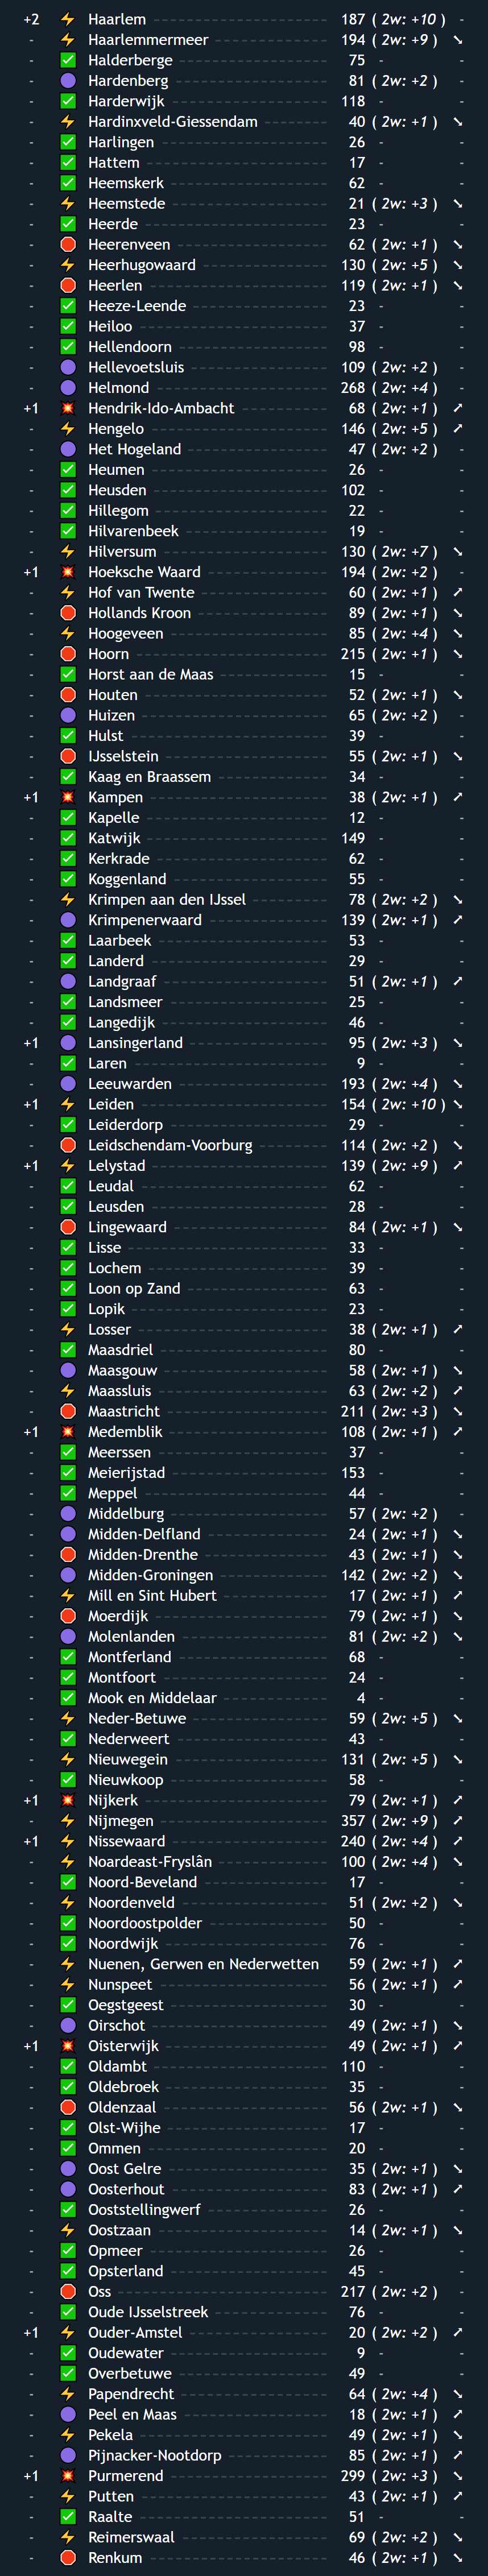 +2 ⚡ Haarlem 187 ( 2w: +10 ) -
- ⚡ Haarlemmermeer 194 ( 2w: +9 ) ➘
- ✅ Halderberge 75 - -
- 🟣 Hardenberg 81 ( 2w: +2 ) -
- ✅ Harderwijk 118 - -
- ⚡ Hardinxveld-Giessendam 40 ( 2w: +1 ) ➘
- ✅ Harlingen 26 - -
- ✅ Hattem 17 - -
- ✅ Heemskerk 62 - -
- ⚡ Heemstede 21 ( 2w: +3 ) ➘
- ✅ Heerde 23 - -
- 🛑 Heerenveen 62 ( 2w: +1 ) ➘
- ⚡ Heerhugowaard 130 ( 2w: +5 ) ➘
- 🛑 Heerlen 119 ( 2w: +1 ) ➘
- ✅ Heeze-Leende 23 - -
- ✅ Heiloo 37 - -
- ✅ Hellendoorn 98 - -
- 🟣 Hellevoetsluis 109 ( 2w: +2 ) -
- 🟣 Helmond 268 ( 2w: +4 ) -
+1 💥 Hendrik-Ido-Ambacht 68 ( 2w: +1 ) ➚
- ⚡ Hengelo 146 ( 2w: +5 ) ➚
- 🟣 Het Hogeland 47 ( 2w: +2 ) -
- ✅ Heumen 26 - -
- ✅ Heusden 102 - -
- ✅ Hillegom 22 - -
- ✅ Hilvarenbeek 19 - -
- ⚡ Hilversum 130 ( 2w: +7 ) ➘
+1 💥 Hoeksche Waard 194 ( 2w: +2 ) -
- ⚡ Hof van Twente 60 ( 2w: +1 ) ➚
- 🛑 Hollands Kroon 89 ( 2w: +1 ) ➘
- ⚡ Hoogeveen 85 ( 2w: +4 ) ➘
- 🛑 Hoorn 215 ( 2w: +1 ) ➘
- ✅ Horst aan de Maas 15 - -
- 🛑 Houten 52 ( 2w: +1 ) ➘
- 🟣 Huizen 65 ( 2w: +2 ) -
- ✅ Hulst 39 - -
- 🛑 IJsselstein 55 ( 2w: +1 ) ➘
- ✅ Kaag en Braassem 34 - -
+1 💥 Kampen 38 ( 2w: +1 ) ➚
- ✅ Kapelle 12 - -
- ✅ Katwijk 149 - -
- ✅ Kerkrade 62 - -
- ✅ Koggenland 55 - -
- ⚡ Krimpen aan den IJssel 78 ( 2w: +2 ) ➘
- 🟣 Krimpenerwaard 139 ( 2w: +1 ) ➚
- ✅ Laarbeek 53 - -
- ✅ Landerd 29 - -
- 🟣 Landgraaf 51 ( 2w: +1 ) ➚
- ✅ Landsmeer 25 - -
- ✅ Langedijk 46 - -
+1 🟣 Lansingerland 95 ( 2w: +3 ) ➘
- ✅ Laren 9 - -
- 🟣 Leeuwarden 193 ( 2w: +4 ) ➘
+1 ⚡ Leiden 154 ( 2w: +10 ) ➘
- ✅ Leiderdorp 29 - -
- 🛑 Leidschendam-Voorburg 114 ( 2w: +2 ) ➘
+1 ⚡ Lelystad 139 ( 2w: +9 ) ➚
- ✅ Leudal 62 - -
- ✅ Leusden 28 - -
- 🛑 Lingewaard 84 ( 2w: +1 ) ➘
- ✅ Lisse 33 - -
- ✅ Lochem 39 - -
- ✅ Loon op Zand 63 - -
- ✅ Lopik 23 - -
- ⚡ Losser 38 ( 2w: +1 ) ➚
- ✅ Maasdriel 80 - -
- 🟣 Maasgouw 58 ( 2w: +1 ) ➘
- ⚡ Maassluis 63 ( 2w: +2 ) ➚
- 🛑 Maastricht 211 ( 2w: +3 ) ➘
+1 💥 Medemblik 108 ( 2w: +1 ) ➚
- ✅ Meerssen 37 - -
- ✅ Meierijstad 153 - -
- ✅ Meppel 44 - -
- 🟣 Middelburg 57 ( 2w: +2 ) -
- 🟣 Midden-Delfland 24 ( 2w: +1 ) ➘
- 🛑 Midden-Drenthe 43 ( 2w: +1 ) ➘
- 🟣 Midden-Groningen 142 ( 2w: +2 ) ➘
- ⚡ Mill en Sint Hubert 17 ( 2w: +1 ) ➚
- 🛑 Moerdijk 79 ( 2w: +1 ) ➘
- 🟣 Molenlanden 81 ( 2w: +2 ) ➘
- ✅ Montferland 68 - -
- ✅ Montfoort 24 - -
- ✅ Mook en Middelaar 4 - -
- ⚡ Neder-Betuwe 59 ( 2w: +5 ) ➘
- ✅ Nederweert 43 - -
- ⚡ Nieuwegein 131 ( 2w: +5 ) ➘
- ✅ Nieuwkoop 58 - -
+1 💥 Nijkerk 79 ( 2w: +1 ) ➚
- ⚡ Nijmegen 357 ( 2w: +9 ) ➚
+1 ⚡ Nissewaard 240 ( 2w: +4 ) ➚
- ⚡ Noardeast-Fryslân 100 ( 2w: +4 ) ➘
- ✅ Noord-Beveland 17 - -
- ⚡ Noordenveld 51 ( 2w: +2 ) ➘
- ✅ Noordoostpolder 50 - -
- ✅ Noordwijk 76 - -
- ⚡ Nuenen, Gerwen en Nederwetten 59 ( 2w: +1 ) ➚
- ⚡ Nunspeet 56 ( 2w: +1 ) ➚
- ✅ Oegstgeest 30 - -
- 🟣 Oirschot 49 ( 2w: +1 ) ➘
+1 💥 Oisterwijk 49 ( 2w: +1 ) ➚
- ✅ Oldambt 110 - -
- ✅ Oldebroek 35 - -
- 🛑 Oldenzaal 56 ( 2w: +1 ) ➘
- ✅ Olst-Wijhe 17 - -
- ✅ Ommen 20 - -
- 🟣 Oost Gelre 35 ( 2w: +1 ) ➘
- 🟣 Oosterhout 83 ( 2w: +1 ) ➚
- ✅ Ooststellingwerf 26 - -
- ⚡ Oostzaan 14 ( 2w: +1 ) ➘
- ✅ Opmeer 26 - -
- ✅ Opsterland 45 - -
- 🛑 Oss 217 ( 2w: +2 ) -
- ✅ Oude IJsselstreek 76 - -
+1 ⚡ Ouder-Amstel 20 ( 2w: +2 ) ➚
- ✅ Oudewater 9 - -
- ✅ Overbetuwe 49 - -
- ⚡ Papendrecht 64 ( 2w: +4 ) ➘
- 🟣 Peel en Maas 18 ( 2w: +1 ) ➚
- ⚡ Pekela 49 ( 2w: +1 ) ➘
- 🟣 Pijnacker-Nootdorp 85 ( 2w: +1 ) ➚
+1 💥 Purmerend 299 ( 2w: +3 ) ➘
- ⚡ Putten 43 ( 2w: +1 ) ➚
- ✅ Raalte 51 - -
- ⚡ Reimerswaal 69 ( 2w: +2 ) ➘
- 🛑 Renkum 46 ( 2w: +1 ) ➘